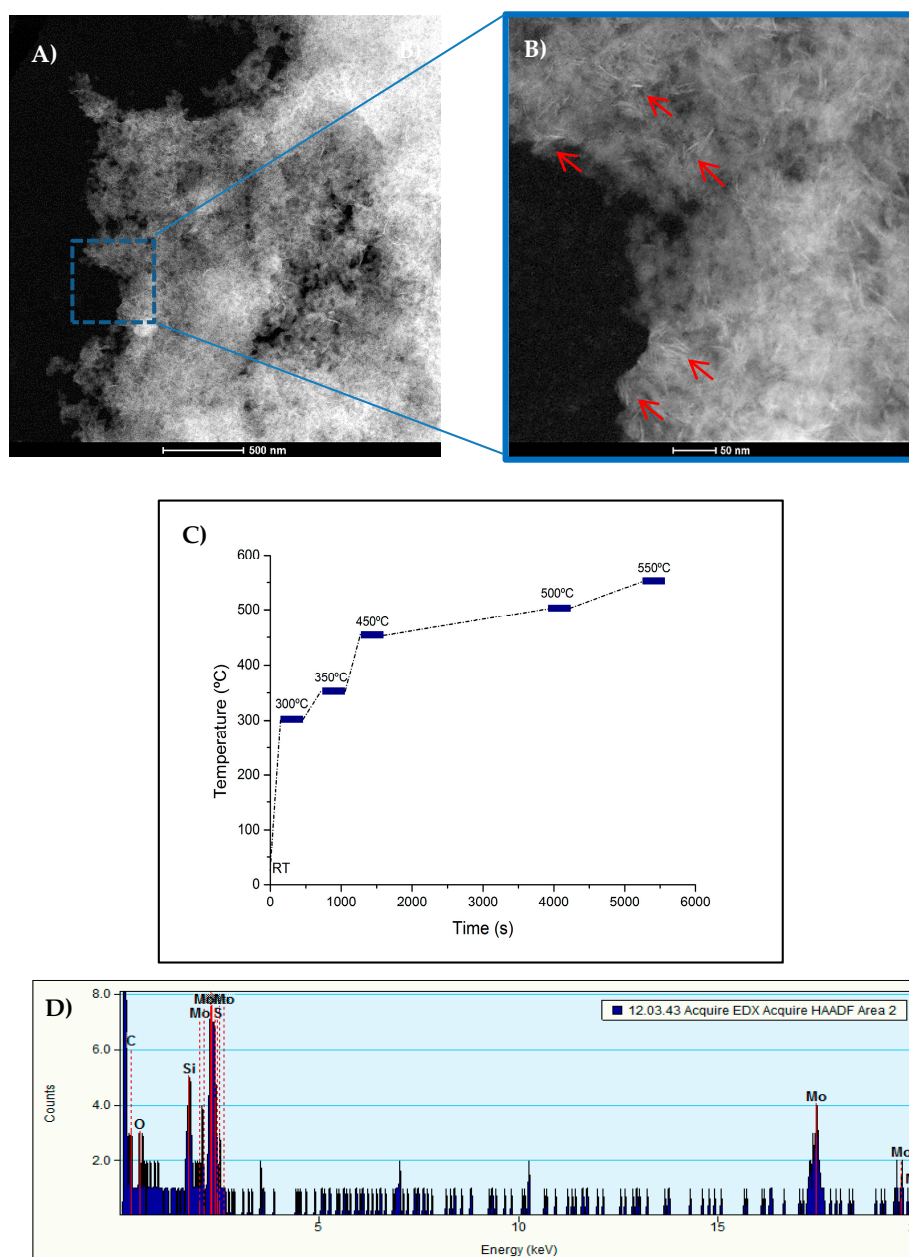 A)
500 nm
B)
50 nm
C)
600
500
400
300
200
100
0
Temperature (ºC)
RT
300ºC
350ºC
450ºC
500ºC
550ºC
0
1000
2000
3000
4000
5000
6000
Time (s)
D)
8.0
6.0
4.0
2.0
Counts
12.03.43 Acquire EDX Acquire HAADF Area 2
C
O
Si
Mo
S
Mo
Mo
5
10
15
Energy (keV)